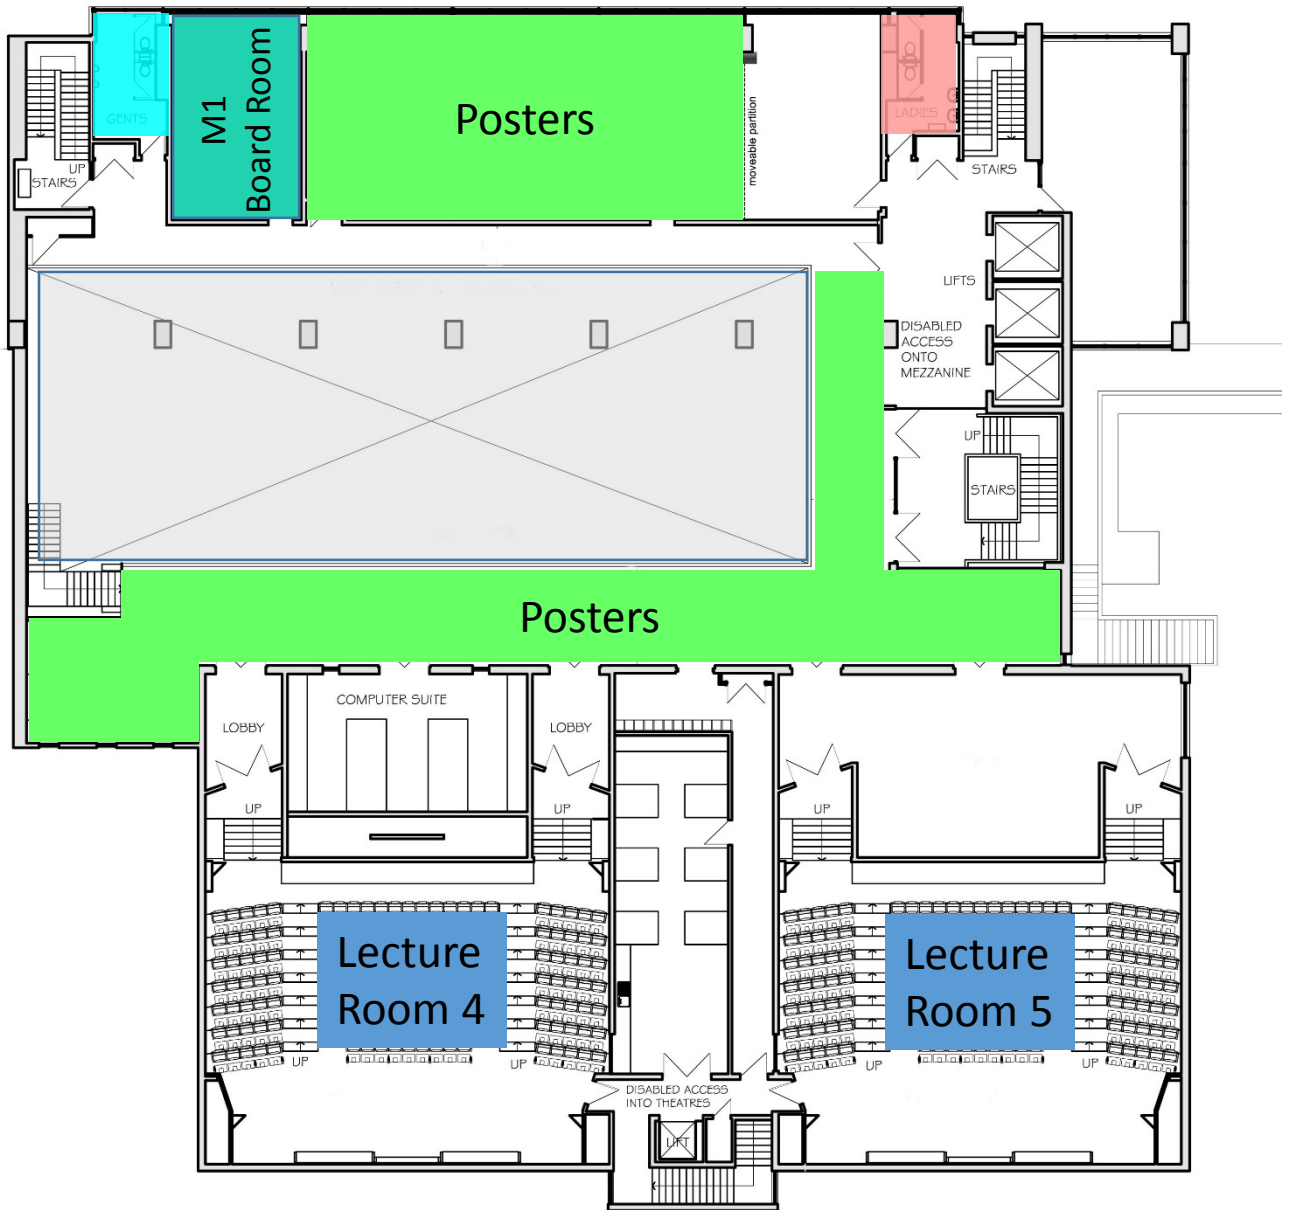 GENTS
M1
Board Room
Posters
moveable partition
LADIES
UP
STAIRS
STAIRS
LIFTS
DISABLED
ACCESS
ONTO
MEZZANINE
UP
STAIRS
Posters
LOBBY
COMPUTER SUITE
LOBBY
UP
UP
UP
UP
Lecture
Room 4
Lecture
Room 5
UP
UP
UP
UP
DISABLED ACCESS
INTO THEATRES
LIFT